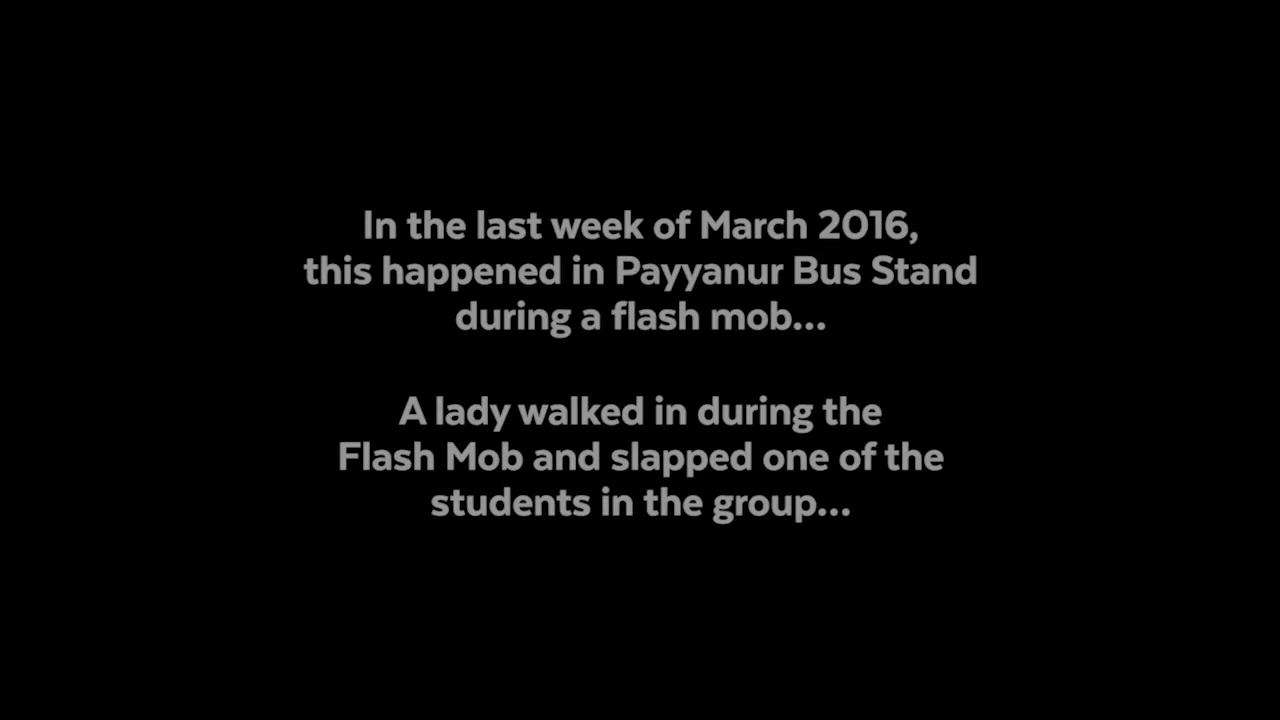 In the last week of March 2016,
this happened in Payyanur Bus Stand
during a flash mob...
A lady walked in during the
Flash Mob and slapped one of the
students in the group...